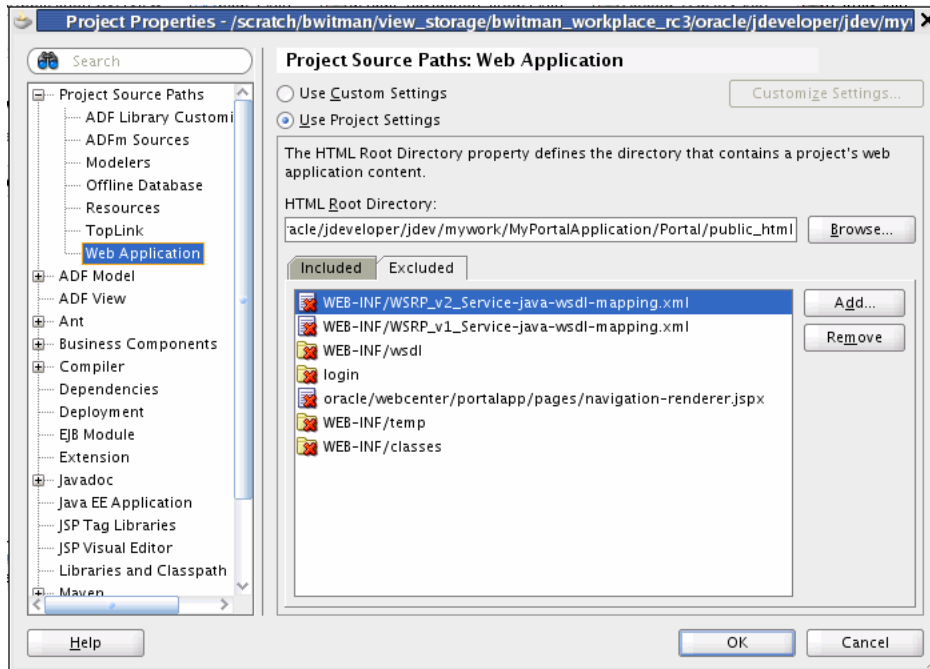 Project Properties - /scratch/bwitman/view_storage/bwitman_workplace_rc3/oracle/jdeveloper/jdev/my
Search
Project Source Paths
ADF Library Customi
ADFm Sources
Modelers
Offline Database
Resources
TopLink
Web Application
ADF Model
ADF View
Ant
Business Components
Compiler
Dependencies
Deployment
EJB Module
Extension
Javadoc
Java EE Application
JSP Tag Libraries
JSP Visual Editor
Libraries and Classpath
Maven
Project Source Paths: Web Application
Use Custom Settings
Customize Settings...
Use Project Settings
The HTML Root Directory property defines the directory that contains a project's web
application content.
HTML Root Directory:
racle/jdeveloper/jdev/mywork/MyPortalApplication/Portal/public_html
Browse...
Included
Excluded
WEB-INF/WSRP_v2_Service-java-wsdl-mapping.xml
WEB-INF/WSRP_v1_Service-java-wsdl-mapping.xml
WEB-INF/wsdl
login
oracle/webcenter/portalapp/pages/navigation-renderer.jspx
WEB-INF/temp
WEB-INF/classes
Add...
Remove
Help
OK
Cancel